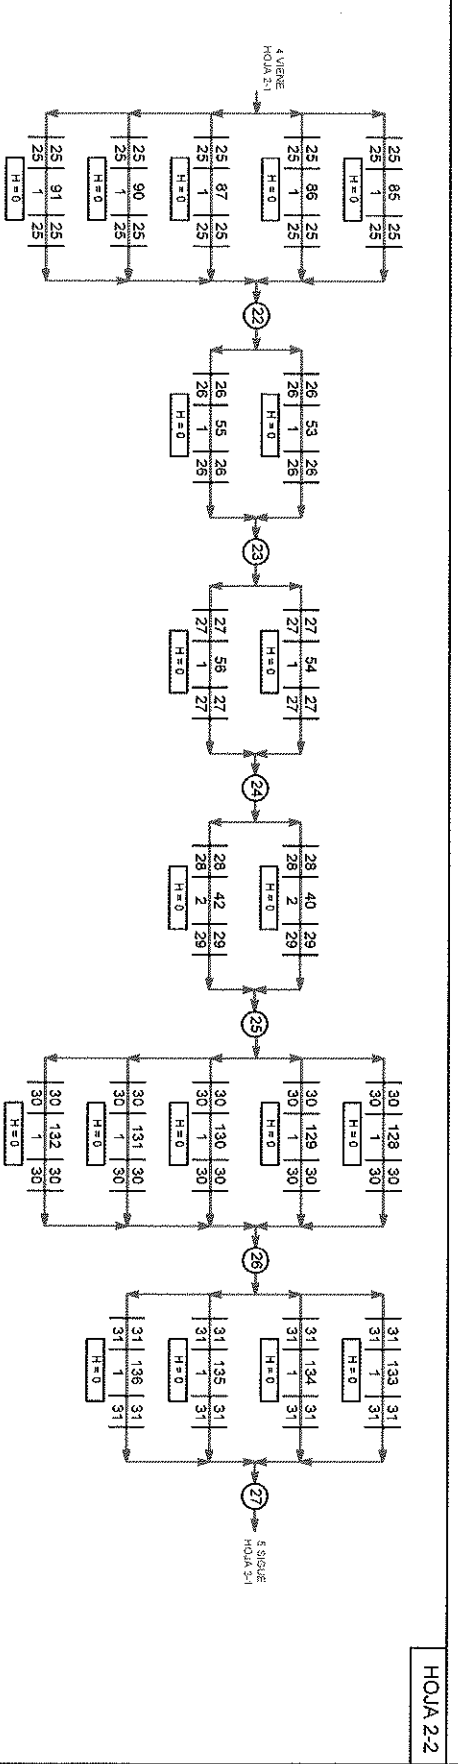 HOJA 2-2
4 VIENE
HOJA 2-1
25 85 25
25 1 25
H = 0
25 86 25
25 1 25
H = 0
25 87 25
25 1 25
H = 0
25 90 25
25 1 25
H = 0
25 91 25
25 1 25
H = 0
22
26 53 26
26 1 26
H = 0
26 55 26
26 1 26
H = 0
23
27 54 27
27 1 27
H = 0
27 56 27
27 1 27
H = 0
24
28 40 29
28 2 29
H = 0
28 42 29
28 2 29
H = 0
25
30 128 30
30 1 30
H = 0
30 129 30
30 1 30
H = 0
30 130 30
30 1 30
H = 0
30 131 30
30 1 30
H = 0
30 132 30
30 1 30
H = 0
26
31 133 31
31 1 31
H = 0
31 134 31
31 1 31
H = 0
31 135 31
31 1 31
H = 0
31 136 31
31 1 31
H = 0
27
5 SIGUE
HOJA 3-1